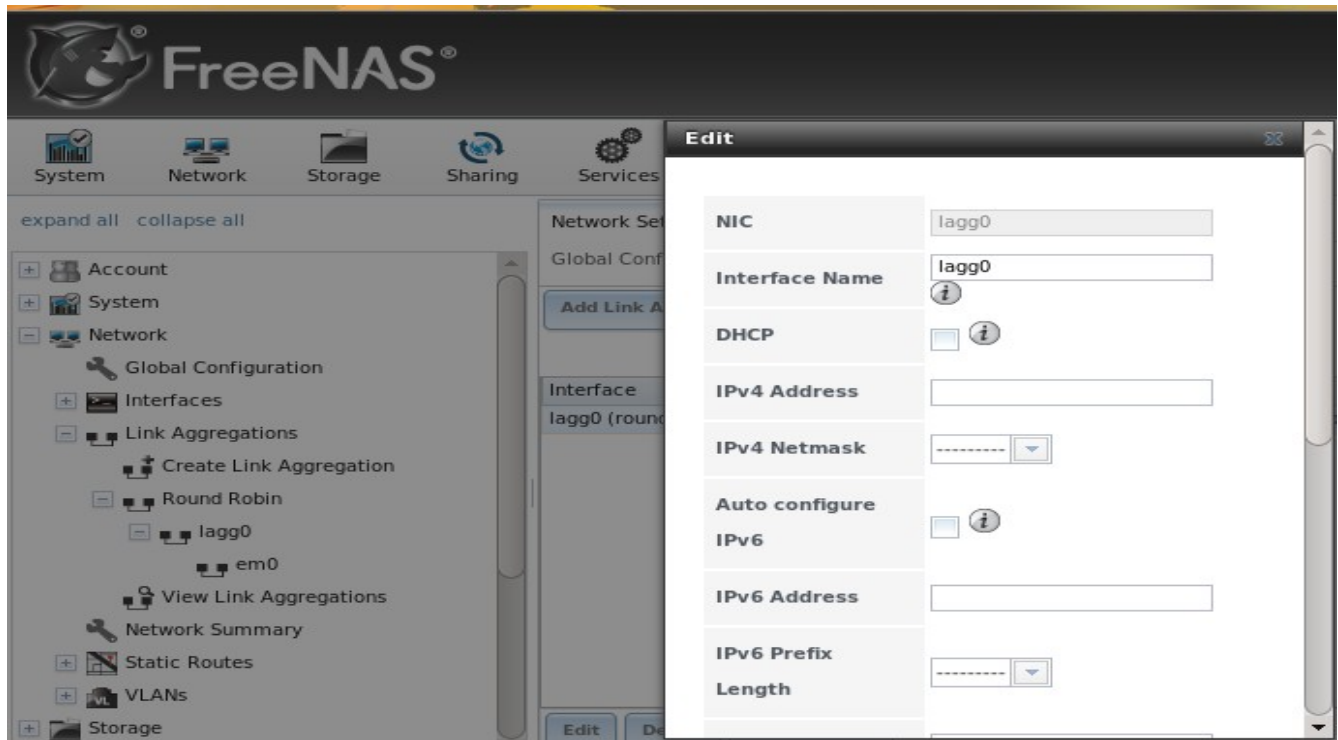 FreeNAS®
System Network Storage Sharing Services
expand all collapse all
Account
System
Network
Global Configuration
Interfaces
Link Aggregations
Create Link Aggregation
Round Robin
lagg0
em0
View Link Aggregations
Network Summary
Static Routes
VLANs
Storage
Network Set
Global Conf
Add Link A
Interface
lagg0 (roun
Edit De
Edit
NIC lagg0
Interface Name lagg0
DHCP
IPv4 Address
IPv4 Netmask ---------
Auto configure
IPv6
IPv6 Address
IPv6 Prefix
Length ---------